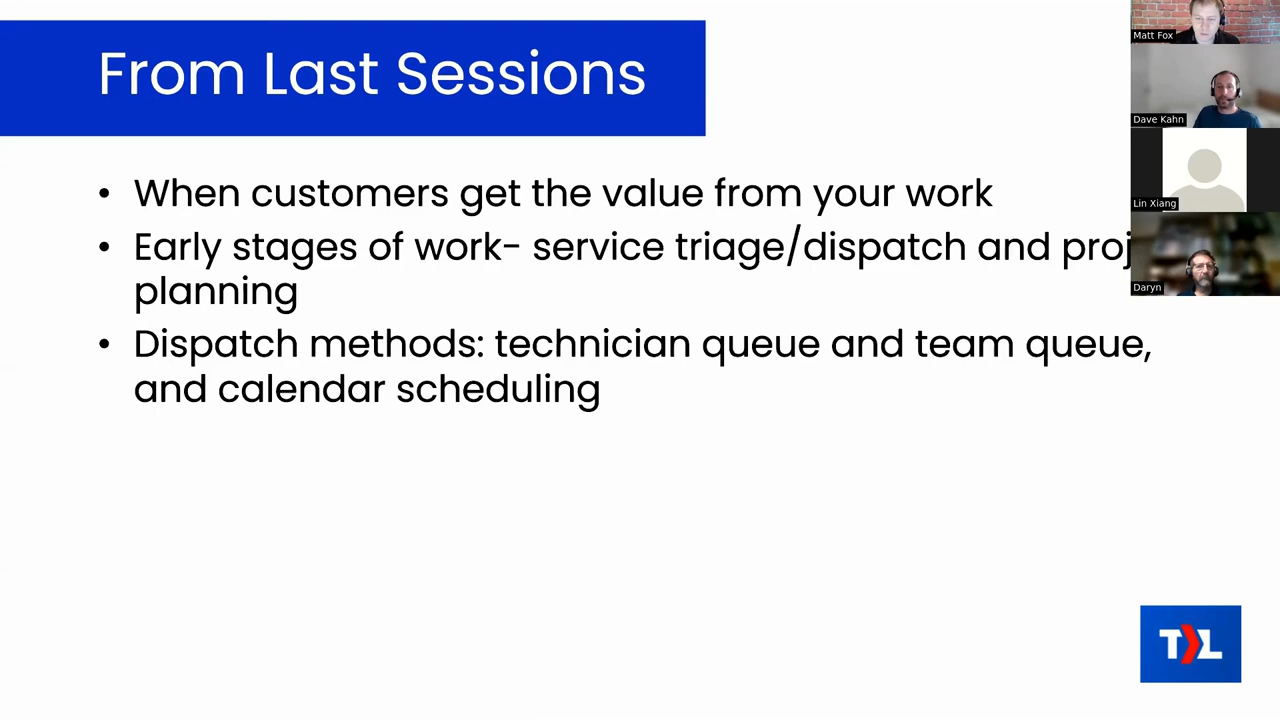 From Last Sessions
• When customers get the value from your work
• Early stages of work- service triage/dispatch and proj
planning
• Dispatch methods: technician queue and team queue,
and calendar scheduling
Matt Fox
Dave Kahn
Lin Xiang
Daryn
T>L